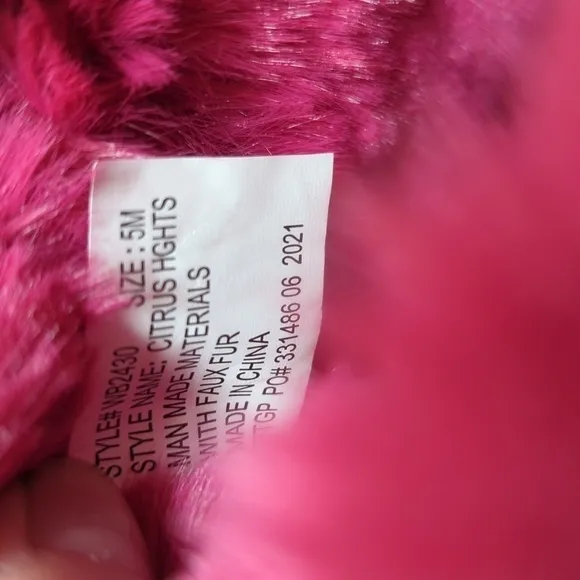 STYLE# WB2430 SIZE : 5M
STYLE NAME: CITRUS HGHTS
MAN MADE MATERIALS
WITH FAUX FUR
MADE IN CHINA
TGP PO# 331486 06 2021